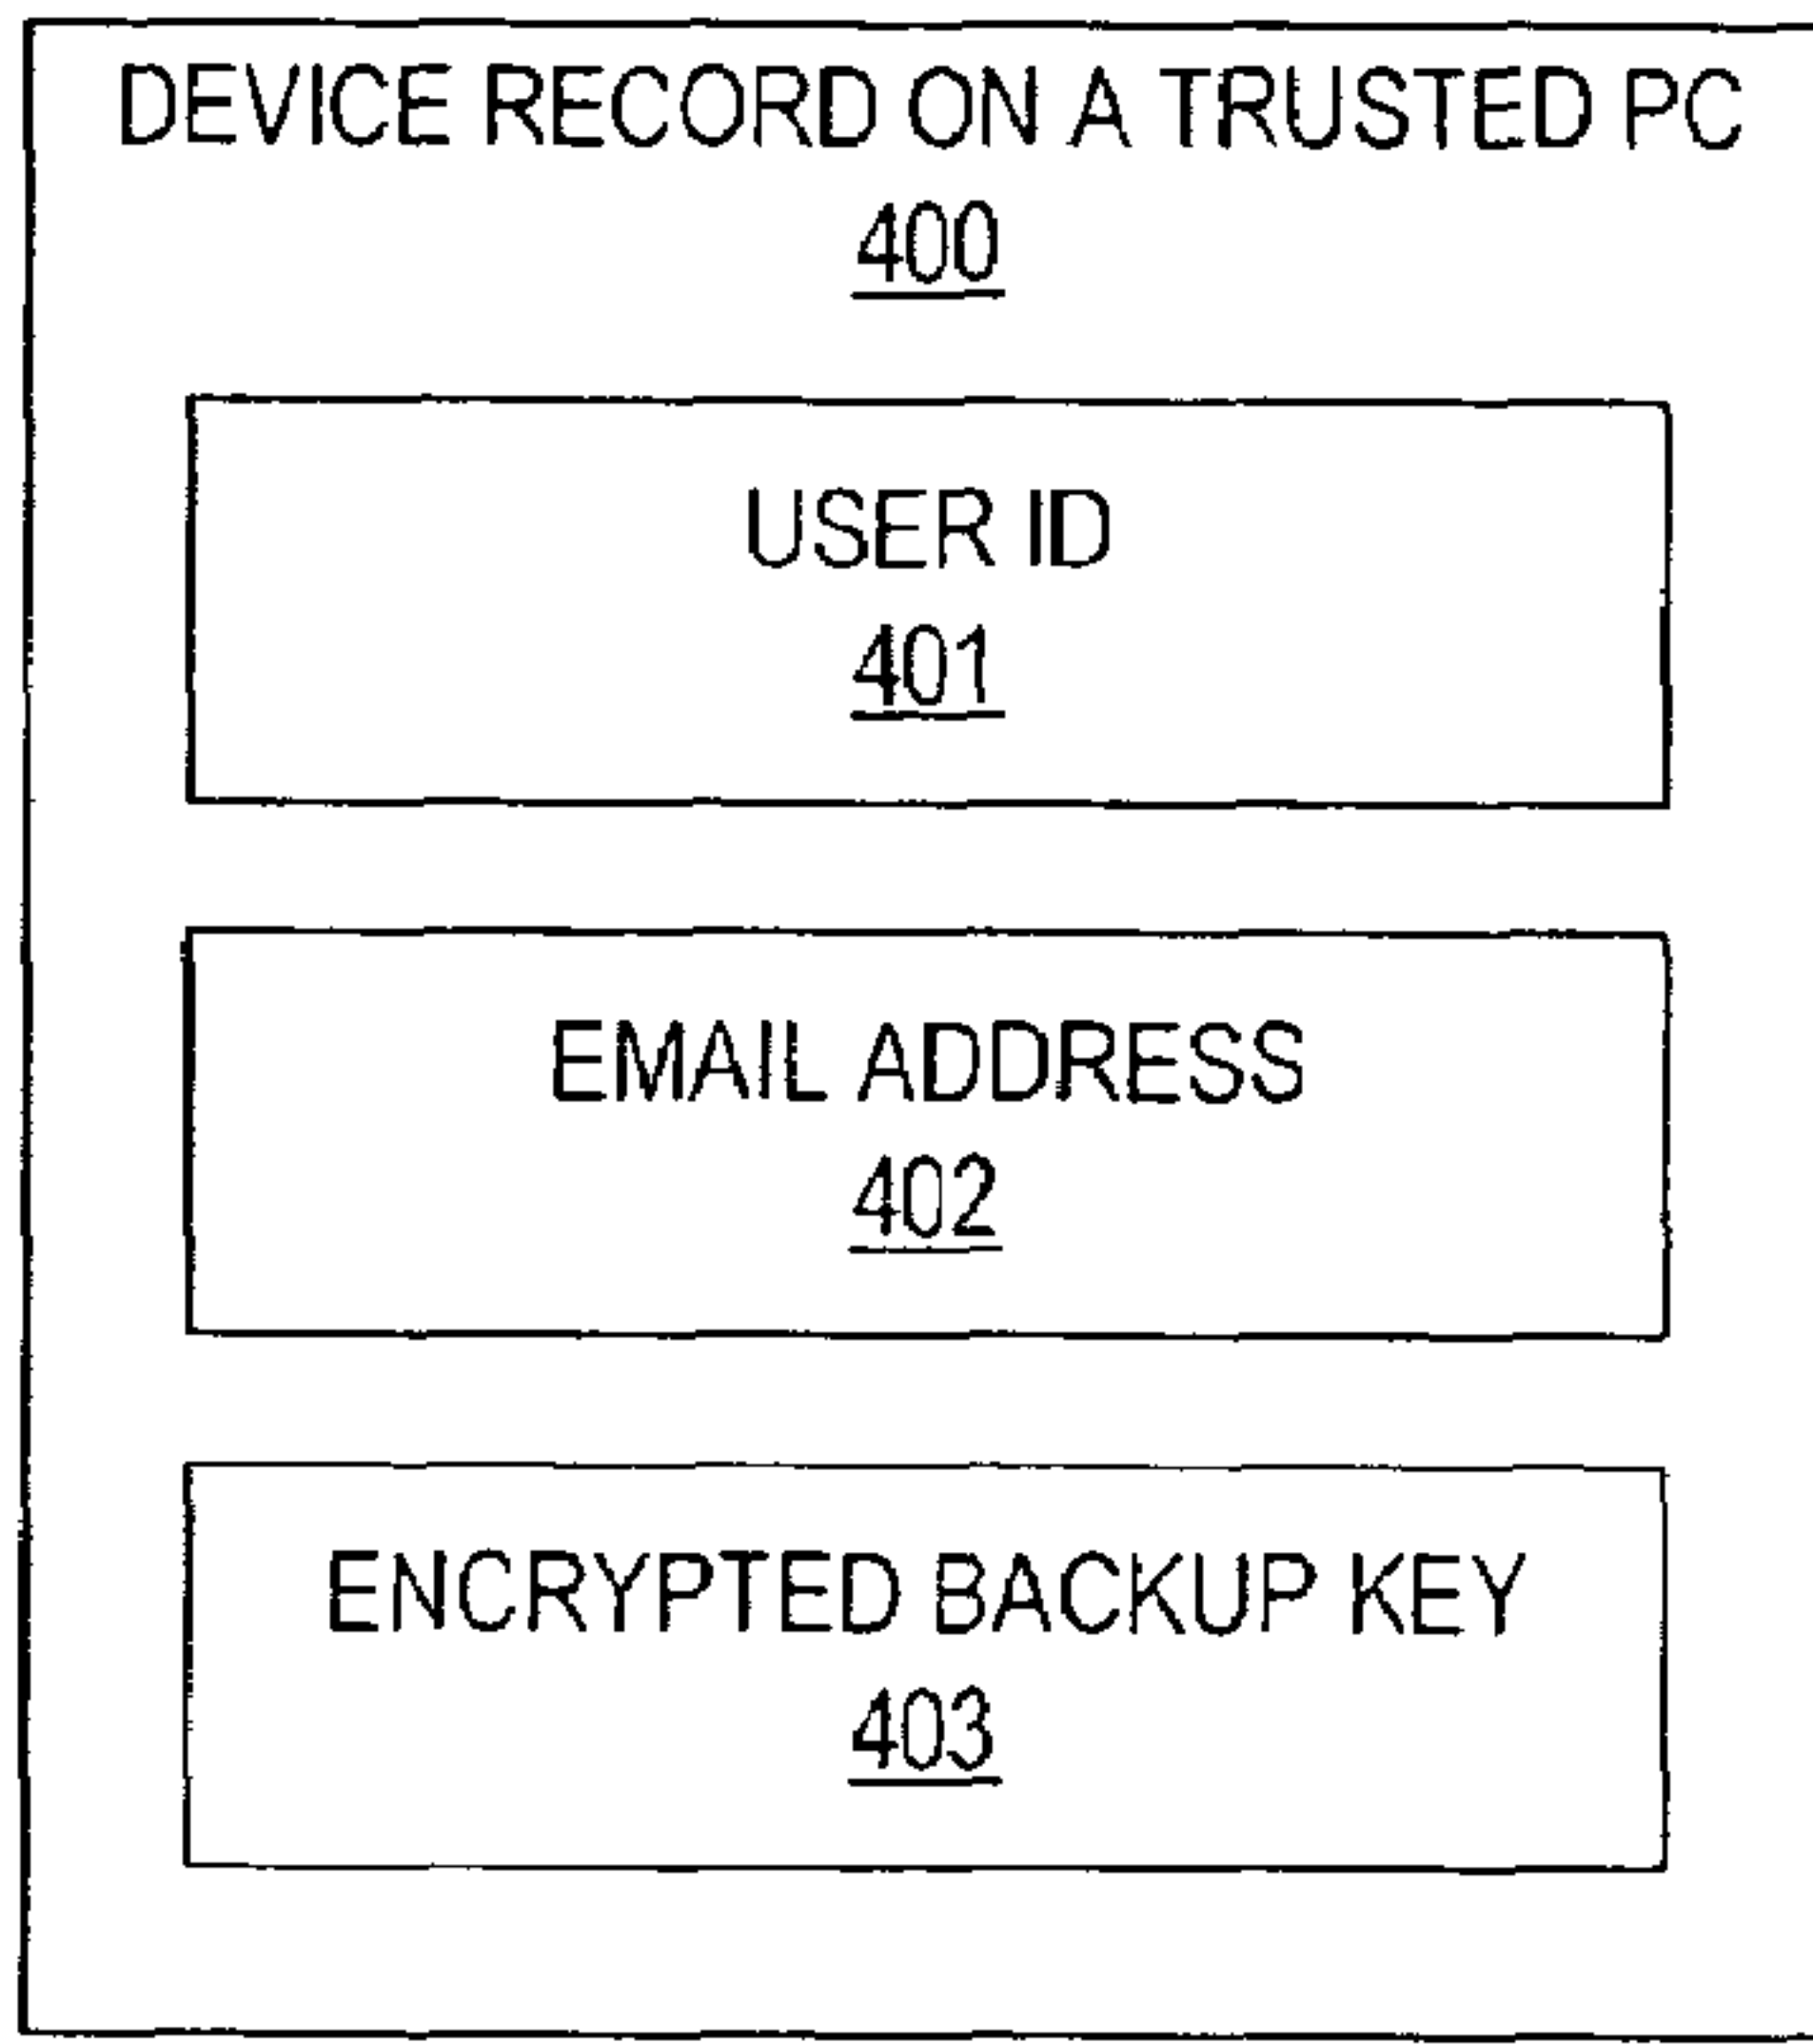 DEVICE RECORD ON A TRUSTED PC
400
USER ID
401
EMAIL ADDRESS
402
ENCRYPTED BACKUP KEY
403